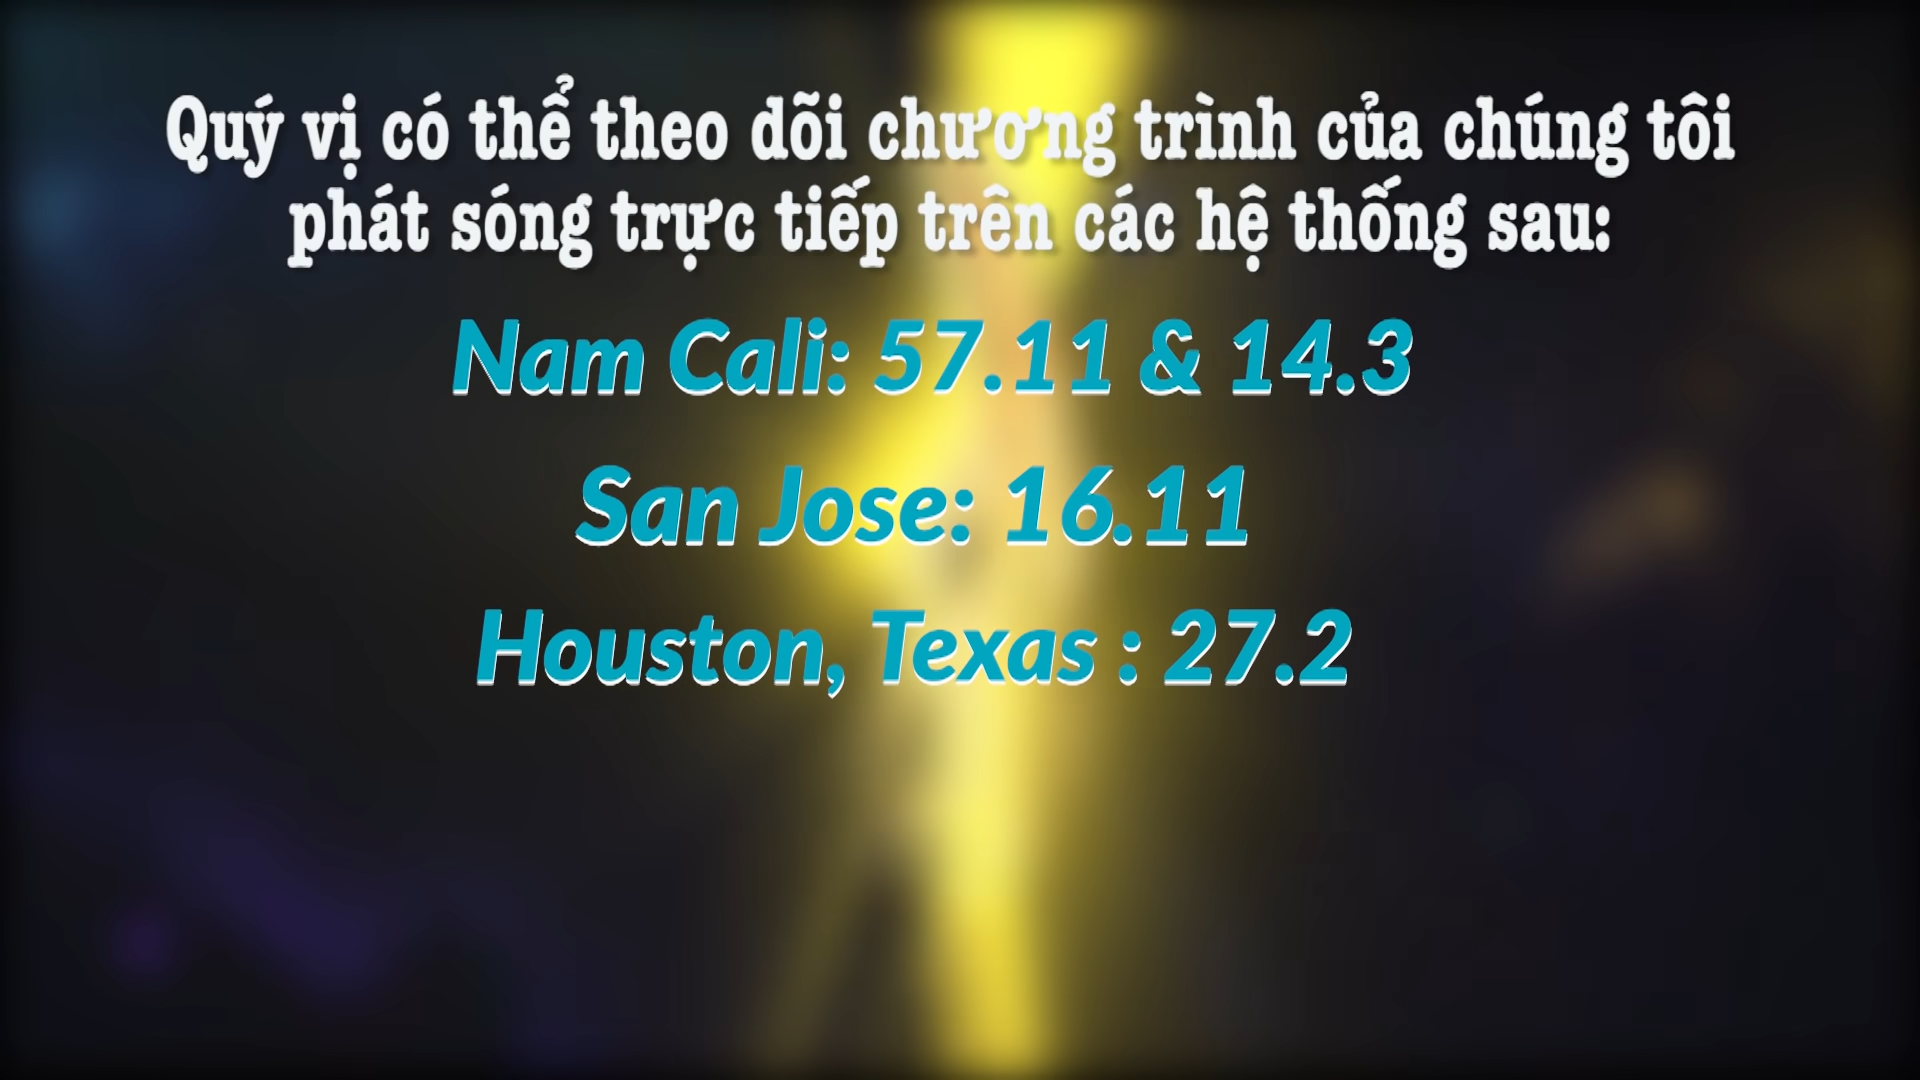 Quý vị có thể theo dõi chương trình của chúng tôi
phát sóng trực tiếp trên các hệ thống sau:
Nam Cali: 57.11 & 14.3
San Jose: 16.11
Houston, Texas : 27.2